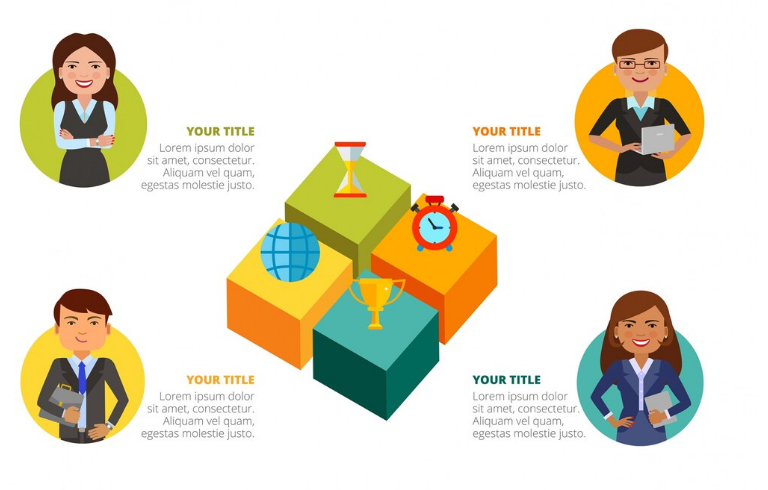 YOUR TITLE
Lorem ipsum dolor
sit amet, consectetur.
Aliquam vel quam,
egestas molestie justo.
YOUR TITLE
Lorem ipsum dolor
sit amet, consectetur.
Aliquam vel quam,
egestas molestie justo.
YOUR TITLE
Lorem ipsum dolor
sit amet, consectetur.
Aliquam vel quam,
egestas molestie justo.
YOUR TITLE
Lorem ipsum dolor
sit amet, consectetur.
Aliquam vel quam,
egestas molestie justo.